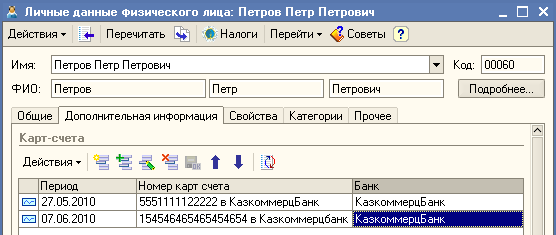 Личные данные физического лица: Петров Петр Петрович
Действия Перечитать Налоги Перейти Советы ?
Имя: Петров Петр Петрович Код: 00060
ФИО: Петров Петр Петрович Подробнее...
Общие Дополнительная информация Свойства Категории Прочее
Карт-счета
Действия
Период Номер карт счета Банк
27.05.2010 5551111122222 в КазкоммерцБанк КазкоммерцБанк
07.06.2010 154546465465454654 в Казкоммерцбанк КазкоммерцБанк